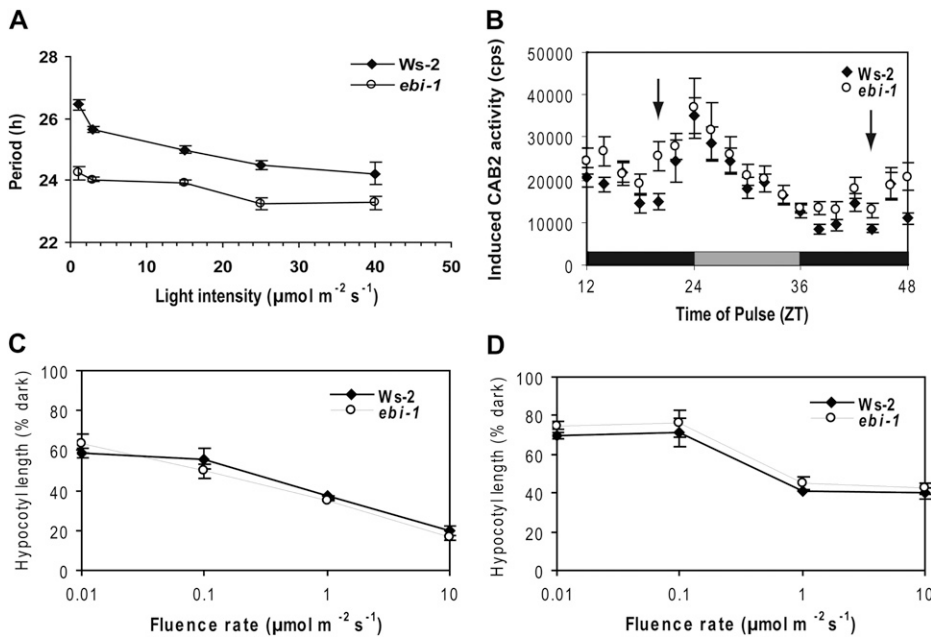 A
28
26
24
22
Period (h)
0 10 20 30 40 50
Light intensity (μmol m⁻² s⁻¹)
Ws-2
ebi-1
B
50000
40000
30000
20000
10000
0
Induced CAB2 activity (cps)
12 24 36 48
Time of Pulse (ZT)
Ws-2
ebi-1
C
100
80
60
40
20
0
Hypocotyl length (% dark)
0.01 0.1 1 10
Fluence rate (μmol m⁻² s⁻¹)
Ws-2
ebi-1
D
100
80
60
40
20
0
Hypocotyl length (% dark)
0.01 0.1 1 10
Fluence rate (μmol m⁻² s⁻¹)
Ws-2
ebi-1